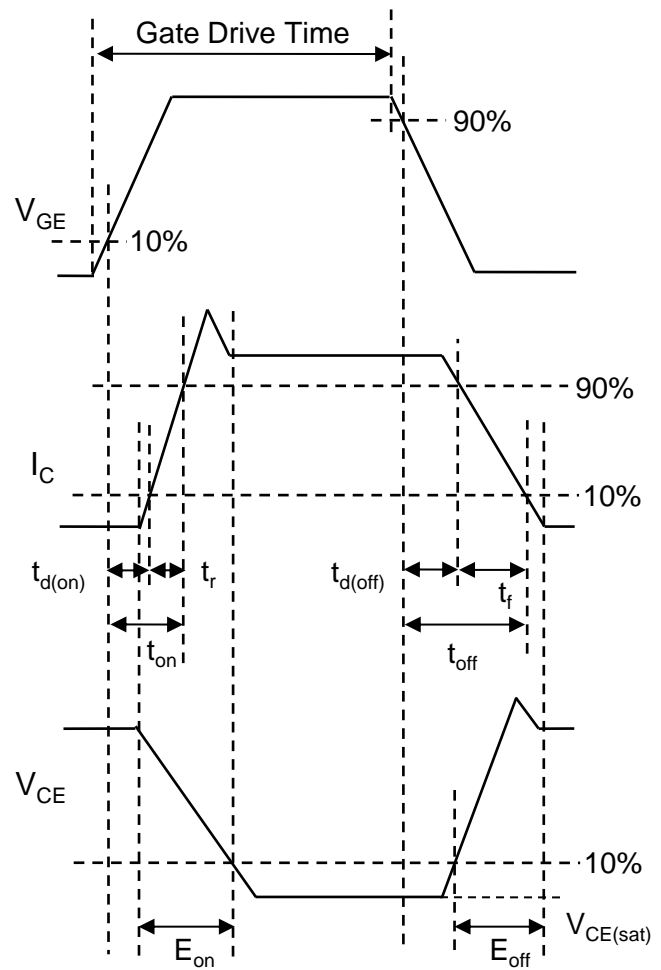 Gate Drive Time
90%
V_GE
10%
90%
I_C
10%
t_d(on)
t_r
t_d(off)
t_f
t_on
t_off
V_CE
10%
V_CE(sat)
E_on
E_off